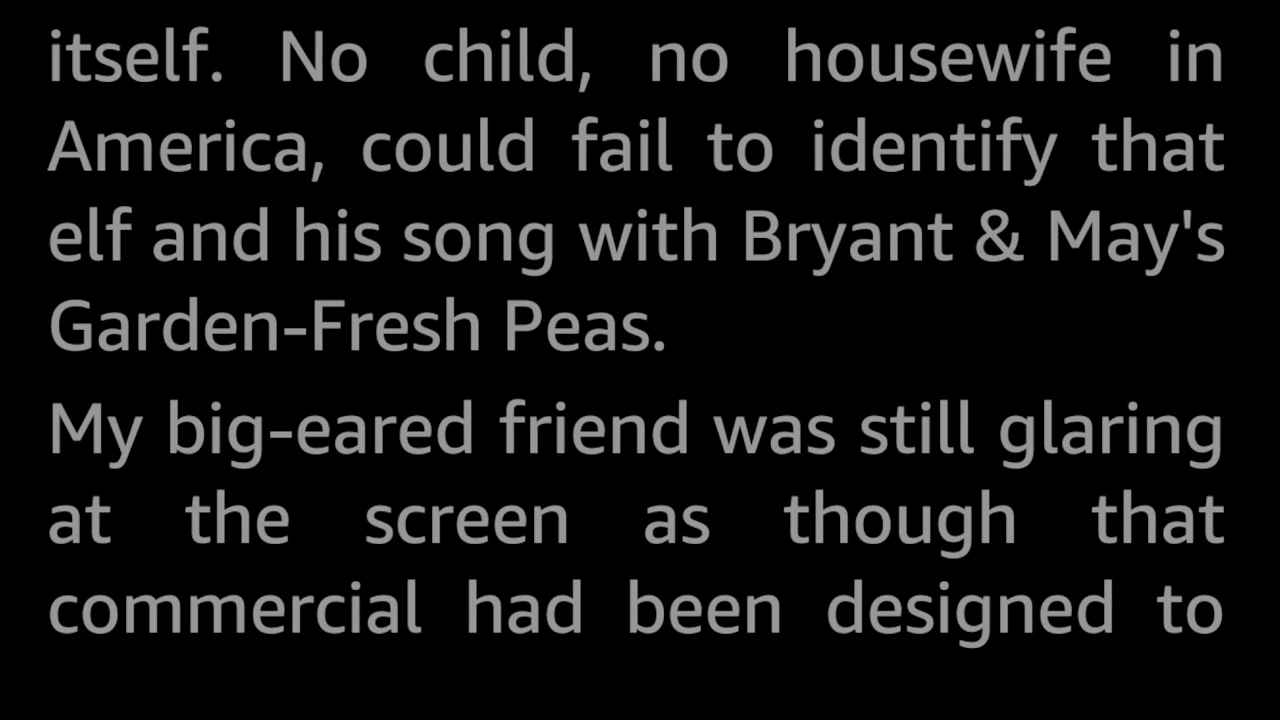 itself. No child, no housewife in
America, could fail to identify that
elf and his song with Bryant & May's
Garden-Fresh Peas.
My big-eared friend was still glaring
at the screen as though that
commercial had been designed to